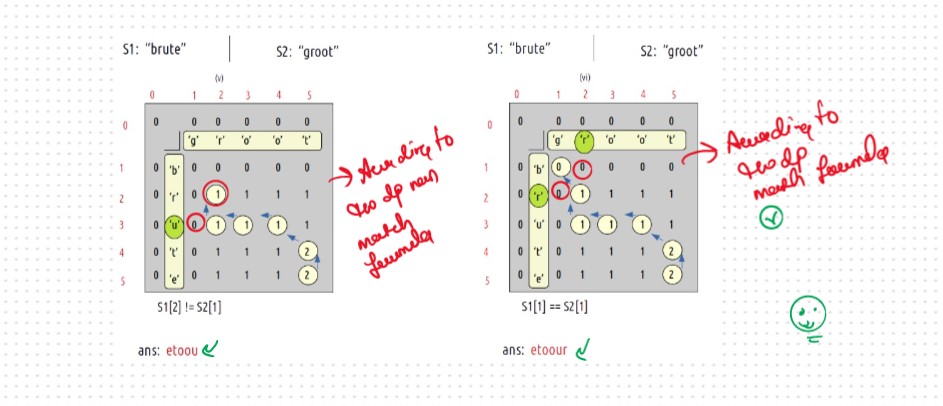 S1: "brute"
S2: "groot"
(v)
0 1 2 3 4 5
0 0 0 0 0 0 0
'g' 'r' 'o' 'o' 't'
1 0 'b' 0 0 0 0 0
2 0 'r' 0 1 1 1 1
3 0 'u' 0 1 1 1 1
4 0 't' 0 1 1 1 2
5 0 'e' 0 1 1 1 2
S1[2] != S2[1]
ans: etoou
According to
dp non
match
formula
S1: "brute"
S2: "groot"
(vi)
0 1 2 3 4 5
0 0 0 0 0 0 0
'g' 'r' 'o' 'o' 't'
1 0 'b' 0 0 0 0 0
2 0 'r' 0 1 1 1 1
3 0 'u' 0 1 1 1 1
4 0 't' 0 1 1 1 2
5 0 'e' 0 1 1 1 2
S1[1] == S2[1]
ans: etoour
According to
dp
match formula